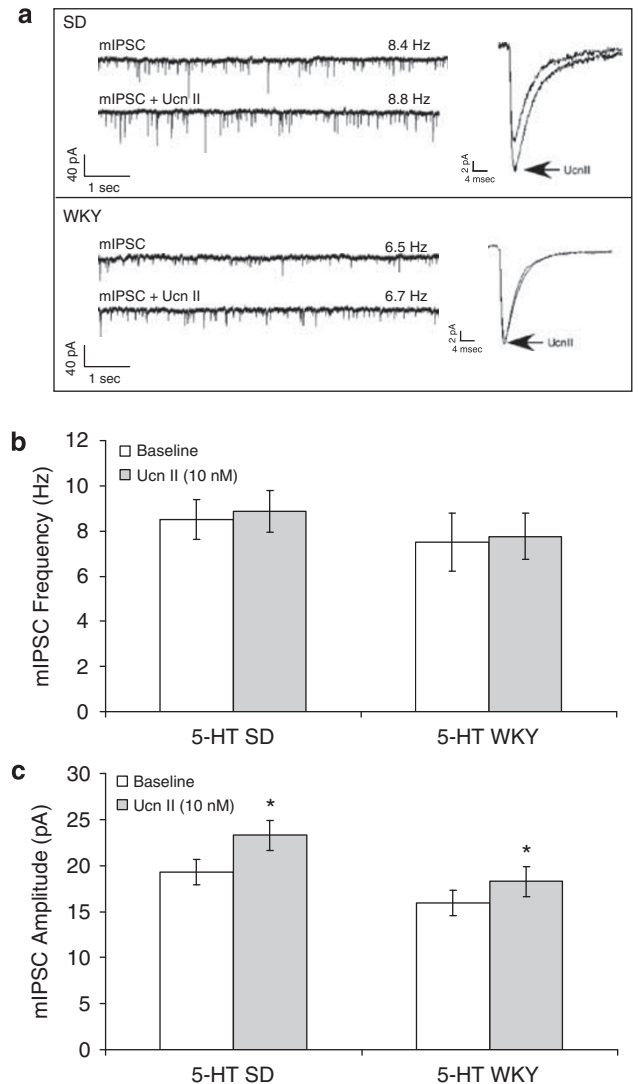 a
SD
mIPSC 8.4 Hz
mIPSC + Ucn II 8.8 Hz
40 pA
1 sec
2 pA
4 msec
UcnII
WKY
mIPSC 6.5 Hz
mIPSC + Ucn II 6.7 Hz
40 pA
1 sec
2 pA
4 msec
UcnII
b
mIPSC Frequency (Hz)
12
10
8
6
4
2
0
Baseline
Ucn II (10 nM)
5-HT SD 5-HT WKY
c
mIPSC Amplitude (pA)
30
25
20
15
10
5
0
Baseline
Ucn II (10 nM)
*
*
5-HT SD 5-HT WKY